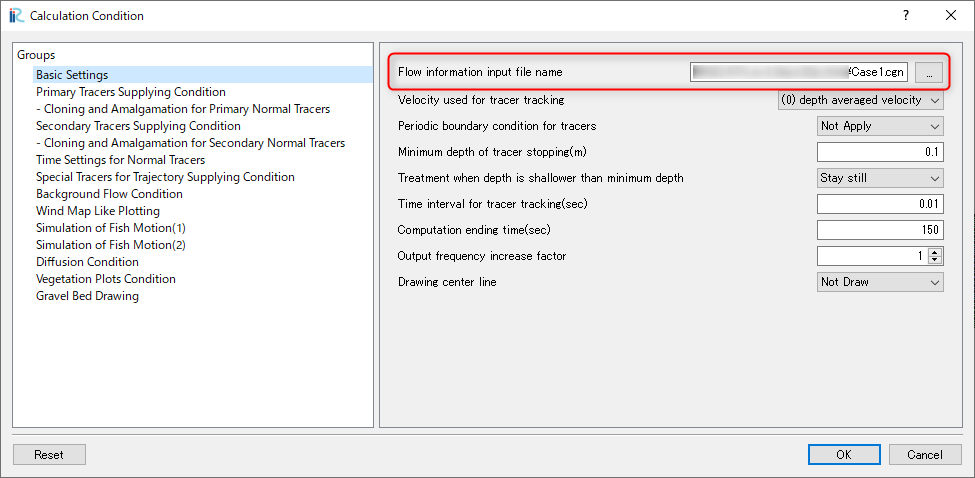 Calculation Condition
Groups
Basic Settings
Primary Tracers Supplying Condition
- Cloning and Amalgamation for Primary Normal Tracers
Secondary Tracers Supplying Condition
- Cloning and Amalgamation for Secondary Normal Tracers
Time Settings for Normal Tracers
Special Tracers for Trajectory Supplying Condition
Background Flow Condition
Wind Map Like Plotting
Simulation of Fish Motion(1)
Simulation of Fish Motion(2)
Diffusion Condition
Vegetation Plots Condition
Gravel Bed Drawing
Flow information input file name ¥Case1.cgn ...
Velocity used for tracer tracking (0) depth averaged velocity
Periodic boundary condition for tracers Not Apply
Minimum depth of tracer stopping(m) 0.1
Treatment when depth is shallower than minimum depth Stay still
Time interval for tracer tracking(sec) 0.01
Computation ending time(sec) 150
Output frequency increase factor 1
Drawing center line Not Draw
Reset OK Cancel